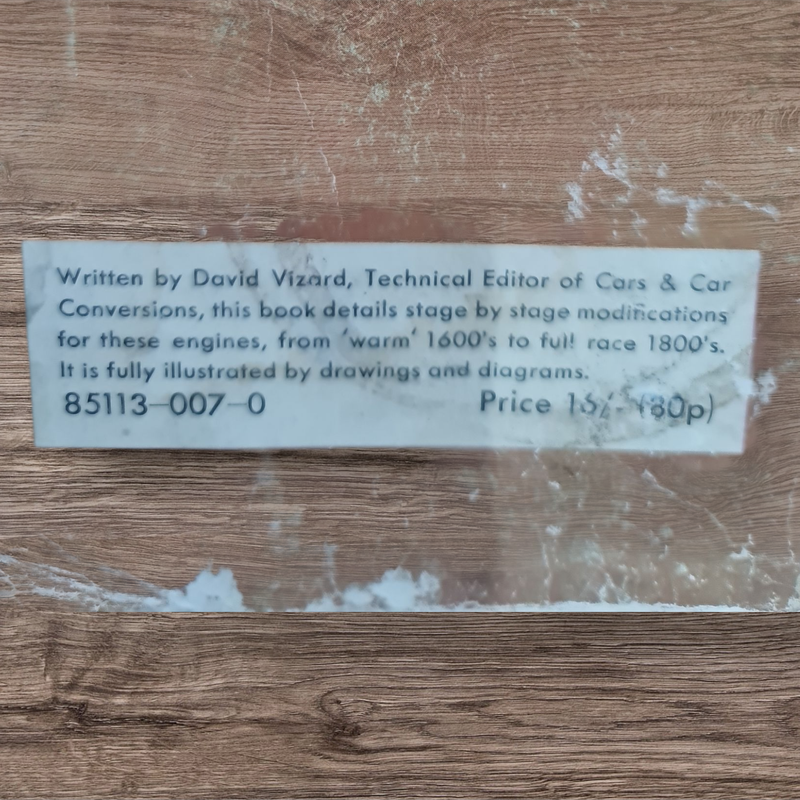 Written by David Vizard, Technical Editor of Cars & Car
Conversions, this book details stage by stage modifications
for these engines, from 'warm' 1600's to full race 1800's.
It is fully illustrated by drawings and diagrams.
85113-007-0 Price 16/- (80p)